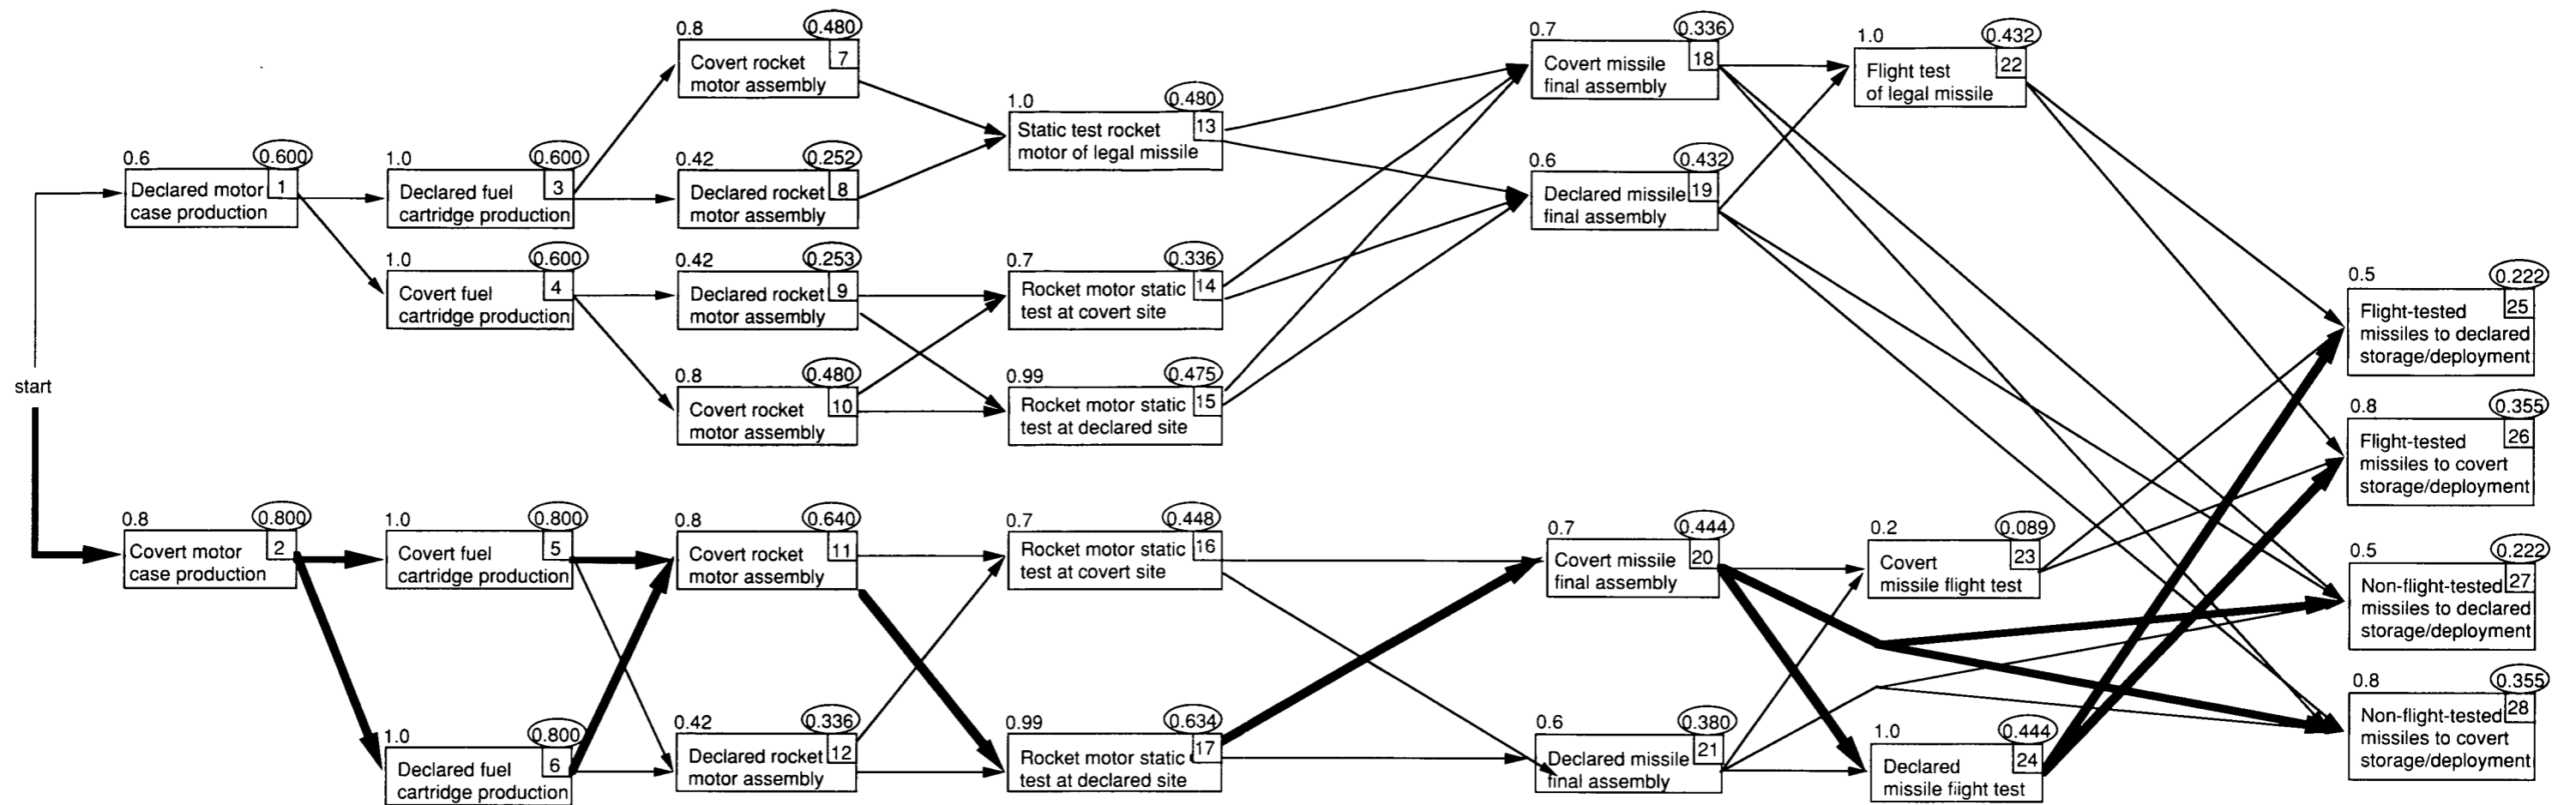 start
0.6
0.600
Declared motor
case production
1
0.8
0.800
Covert motor
case production
2
1.0
0.600
Declared fuel
cartridge production
3
1.0
0.600
Covert fuel
cartridge production
4
1.0
0.800
Covert fuel
cartridge production
5
1.0
0.800
Declared fuel
cartridge production
6
0.8
0.480
Covert rocket
motor assembly
7
0.42
0.252
Declared rocket
motor assembly
8
0.42
0.253
Declared rocket
motor assembly
9
0.8
0.480
Covert rocket
motor assembly
10
0.8
0.640
Covert rocket
motor assembly
11
0.42
0.336
Declared rocket
motor assembly
12
1.0
0.480
Static test rocket
motor of legal missile
13
0.7
0.336
Rocket motor static
test at covert site
14
0.99
0.475
Rocket motor static
test at declared site
15
0.7
0.448
Rocket motor static
test at covert site
16
0.99
0.634
Rocket motor static
test at declared site
17
0.7
0.336
Covert missile
final assembly
18
0.6
0.432
Declared missile
final assembly
19
0.7
0.444
Covert missile
final assembly
20
0.6
0.380
Declared missile
final assembly
21
1.0
0.432
Flight test
of legal missile
22
0.2
0.089
Covert
missile flight test
23
1.0
0.444
Declared
missile flight test
24
0.5
0.222
Flight-tested
missiles to declared
storage/deployment
25
0.8
0.355
Flight-tested
missiles to covert
storage/deployment
26
0.5
0.222
Non-flight-tested
missiles to declared
storage/deployment
27
0.8
0.355
Non-flight-tested
missiles to covert
storage/deployment
28